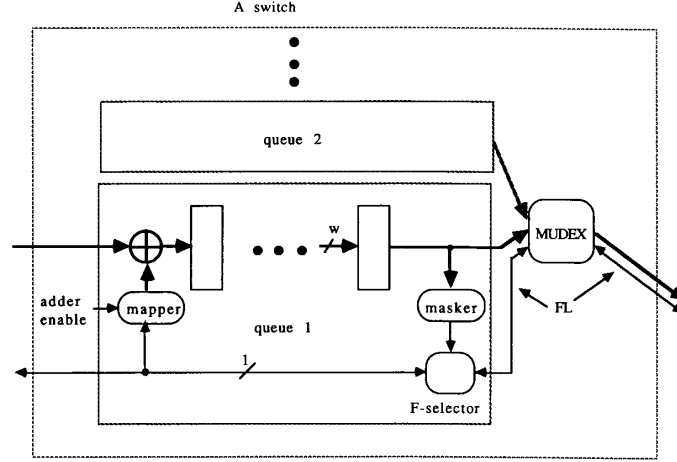 A switch
queue 2
w
MUDEX
adder
enable
mapper
masker
FL
queue 1
1
F-selector